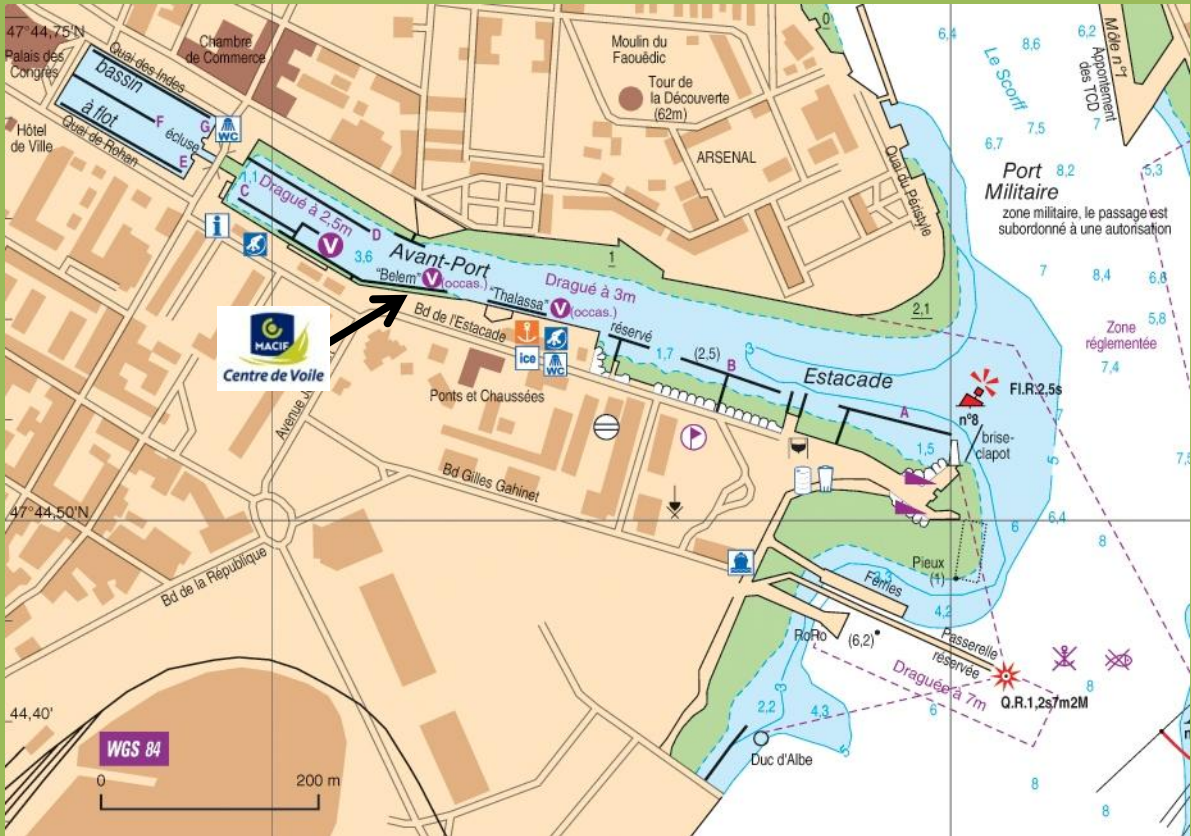 47°44,75'N
Palais des
Congrès
Quai des Indes
bassin
à flot
F
G
écluse
E
Quai de Rohan
Hôtel
de Ville
WC
Chambre
de Commerce
Moulin du
Faouëdic
Tour de
la Découverte
(62m)
ARSENAL
Quai du Péristyle
6,4
Le Scorff
8,6
6,2
7,5
7
6,7
8,2
5,3
Môle n°1
Appontement
des TCD
Port
Militaire
zone militaire, le passage est
subordonné à une autorisation
7
8,4
6,6
5,8
Zone
réglementée
7,4
1,1
Dragué à 2,5m
C
D
i
V
3,6
Avant-Port
"Belem"
V
(occas.)
"Thalassa"
V
(occas.)
Dragué à 3m
1
2,1
MACIF
Centre de Voile
Bd de l'Estacade
ice
WC
réservé
1,7
(2,5)
B
3
Estacade
A
1,5
Fl.R.2,5s
n°8
brise-
clapot
7
5
7,5
Ponts et Chaussées
Avenue J
Bd Gilles Gahinet
47°44,50'N
Bd de la République
6
6,4
8
Pieux
(1)
Ferries
4,2
Passerelle
réservée
RoRo
(6,2)
Draguée à 7m
Q.R.1,2s7m2M
8
6
44,40'
2,2
3
4,3
5
Duc d'Albe
8
8
WGS 84
0
200 m